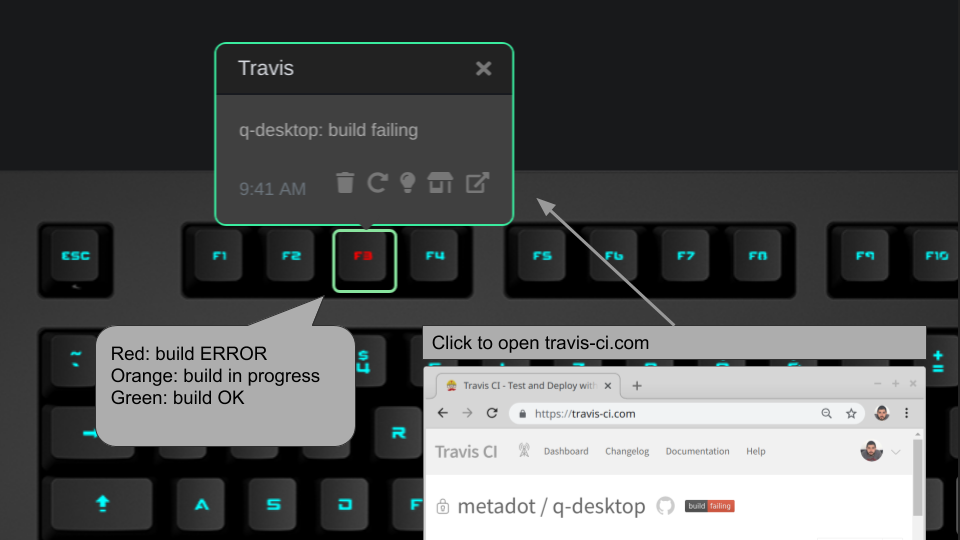 Travis
q-desktop: build failing
9:41 AM
ESC
F1
F2
F3
F4
F5
F6
F7
F8
F9
F10
Red: build ERROR
Orange: build in progress
Green: build OK
Click to open travis-ci.com
~
$
4
+
=
Travis CI - Test and Deploy with
https://travis-ci.com
R
Travis CI
Dashboard
Changelog
Documentation
Help
metadot / q-desktop
build failing
A
S
D
F